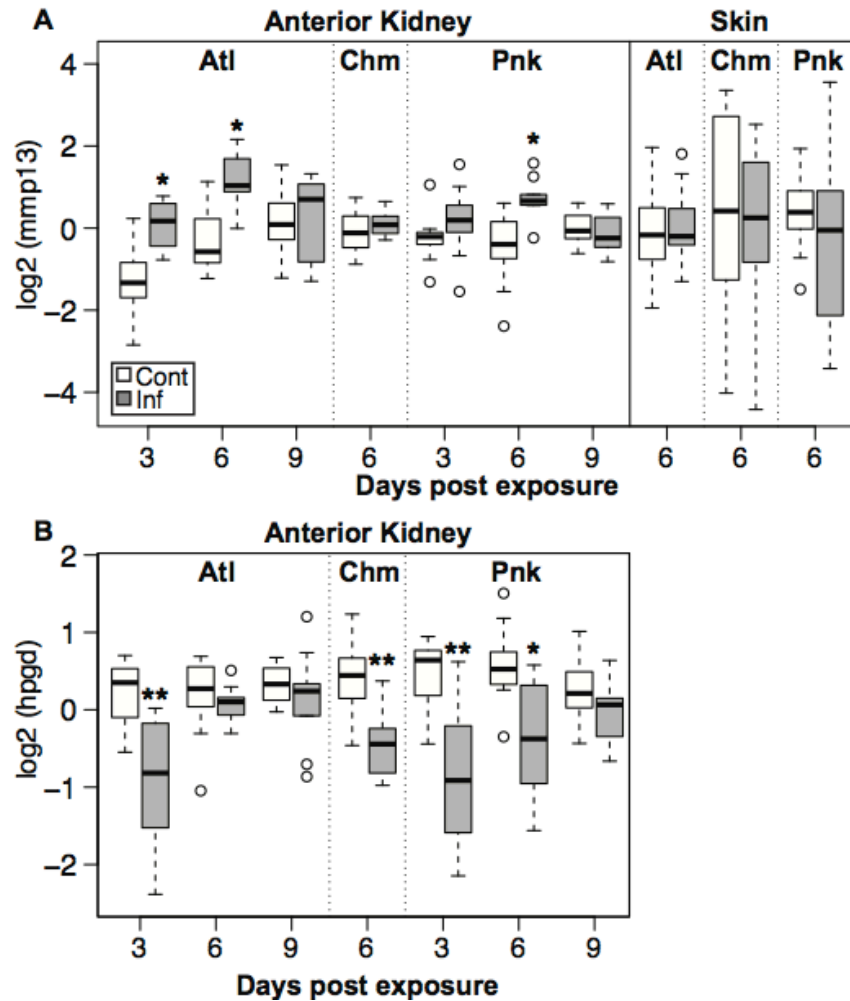 A Anterior Kidney Skin
Atl Chm Pnk Atl Chm Pnk
log2 (mmp13)
4
2
0
−2
−4
* * *
Cont
Inf
3 6 9 6 3 6 9 6 6 6
Days post exposure
B Anterior Kidney
Atl Chm Pnk
log2 (hpgd)
2
1
0
-1
−2
** ** ** *
3 6 9 6 3 6 9
Days post exposure